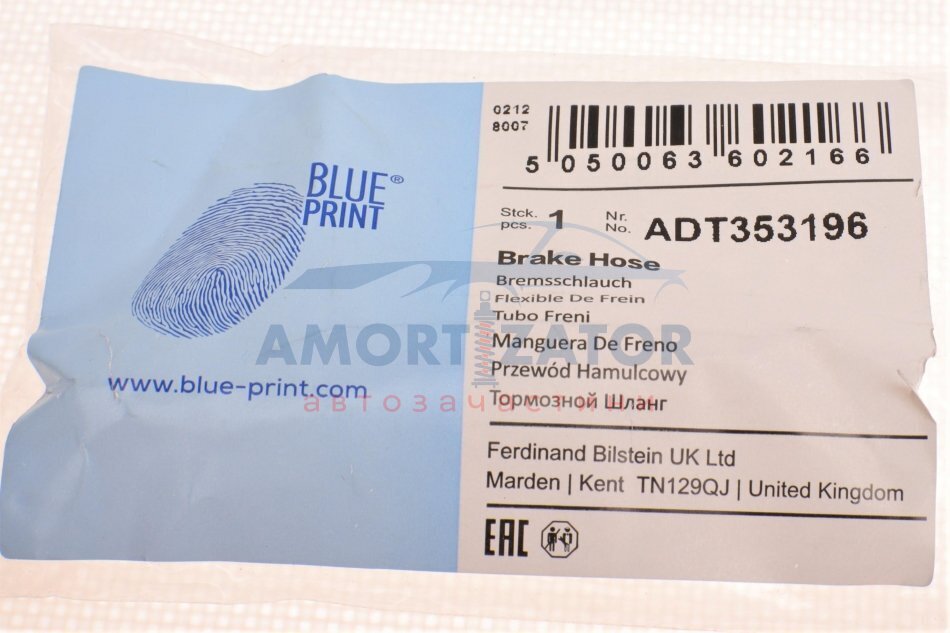 BLUE®
PRINT
www.blue-print.com
0212
8007
5 050063 602166
Stck.
pcs. 1 Nr.
No. ADT353196
Brake Hose
Bremsschlauch
Flexible De Frein
Tubo Freni
Manguera De Freno
Przewód Hamulcowy
Тормозной Шланг
Ferdinand Bilstein UK Ltd
Marden | Kent TN129QJ | United Kingdom
EAC
AMORTIZATOR
автозачастини